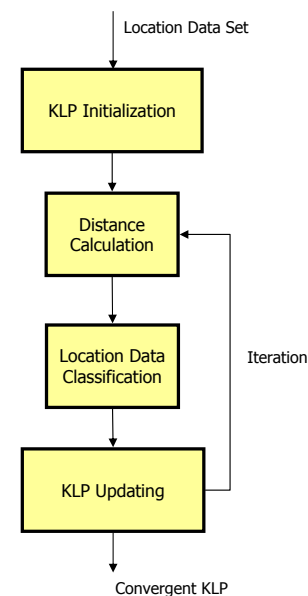 Location Data Set
KLP Initialization
Distance
Calculation
Location Data
Classification
Iteration
KLP Updating
Convergent KLP